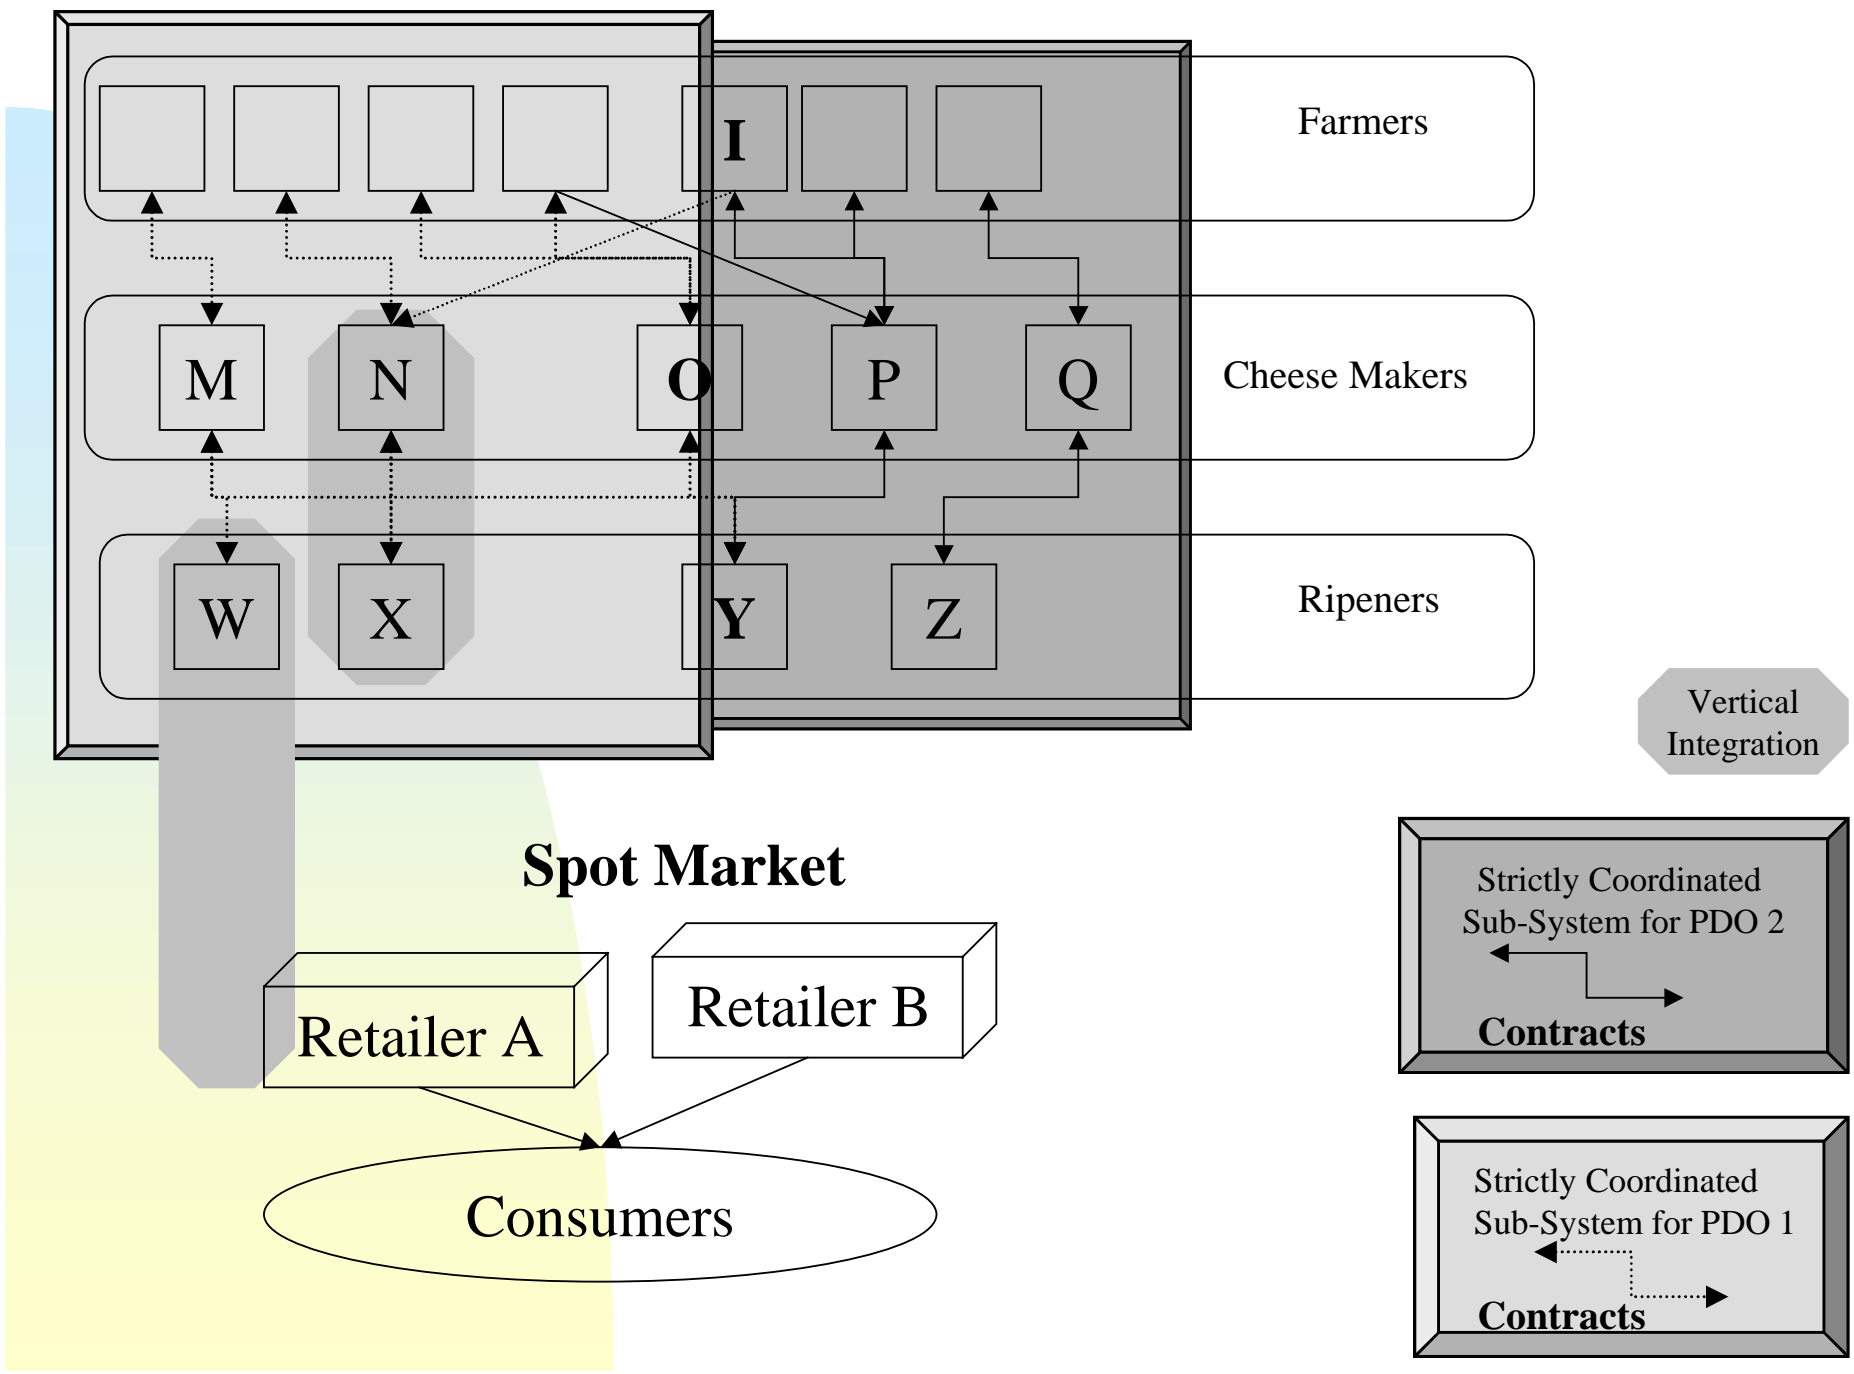 I
Farmers
M
N
O
P
Q
Cheese Makers
W
X
Y
Z
Ripeners
Vertical
Integration
Spot Market
Strictly Coordinated
Sub-System for PDO 2
Contracts
Retailer A
Retailer B
Consumers
Strictly Coordinated
Sub-System for PDO 1
Contracts